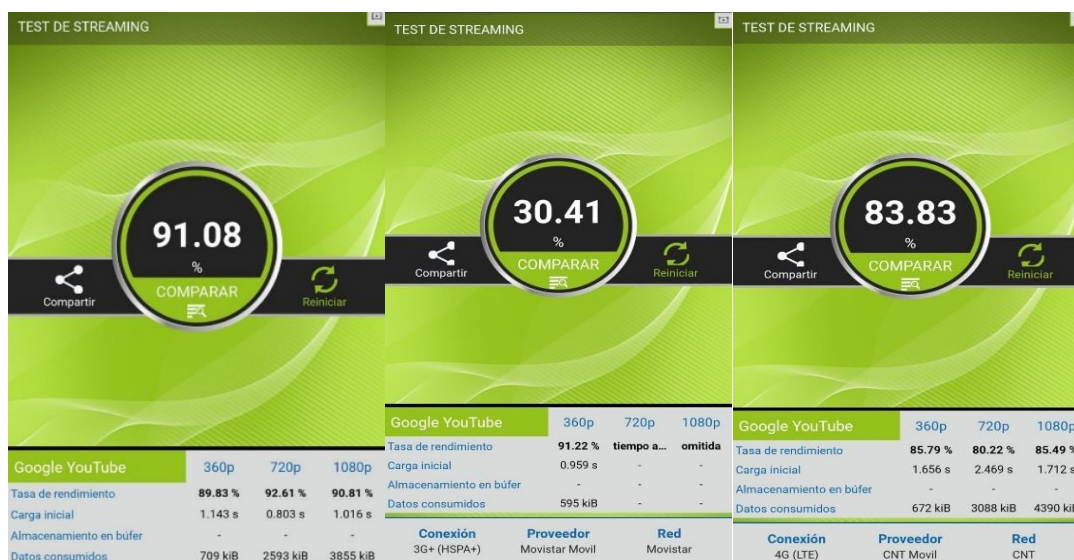 TEST DE STREAMING
91.08
%
COMPARAR
Compartir
Reiniciar
Google YouTube 360p 720p 1080p
Tasa de rendimiento 89.83 % 92.61 % 90.81 %
Carga inicial 1.143 s 0.803 s 1.016 s
Almacenamiento en búfer - - -
Datos consumidos 709 kiB 2593 kiB 3855 kiB
TEST DE STREAMING
30.41
%
COMPARAR
Compartir
Reiniciar
Google YouTube 360p 720p 1080p
Tasa de rendimiento 91.22 % tiempo a... omitida
Carga inicial 0.959 s - -
Almacenamiento en búfer - - -
Datos consumidos 595 kiB - -
Conexión Proveedor Red
3G+ (HSPA+) Movistar Movil Movistar
TEST DE STREAMING
83.83
%
COMPARAR
Compartir
Reiniciar
Google YouTube 360p 720p 1080p
Tasa de rendimiento 85.79 % 80.22 % 85.49 %
Carga inicial 1.656 s 2.469 s 1.712 s
Almacenamiento en búfer - - -
Datos consumidos 672 kiB 3088 kiB 4390 kiB
Conexión Proveedor Red
4G (LTE) CNT Movil CNT